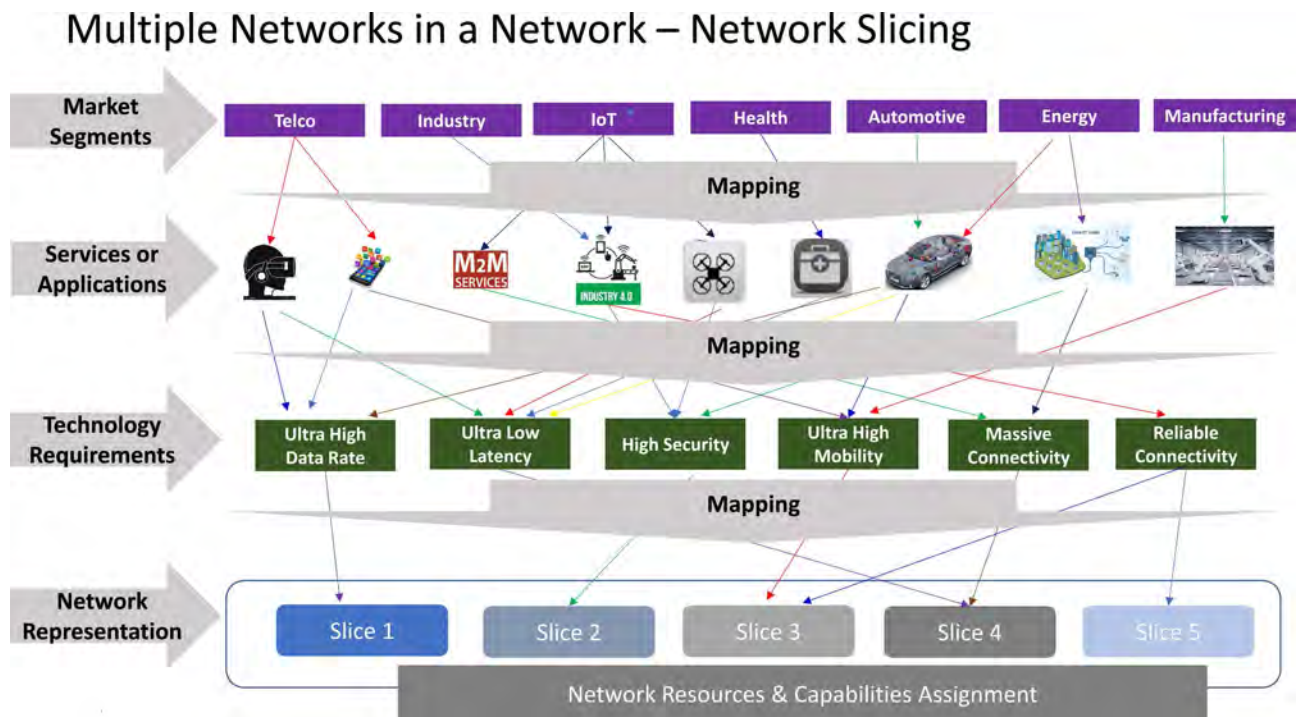 Multiple Networks in a Network – Network Slicing
Market
Segments
Telco
Industry
IoT
Health
Automotive
Energy
Manufacturing
Mapping
Services or
Applications
M2M
SERVICES
INDUSTRY 4.0
Mapping
Technology
Requirements
Ultra High
Data Rate
Ultra Low
Latency
High Security
Ultra High
Mobility
Massive
Connectivity
Reliable
Connectivity
Mapping
Network
Representation
Slice 1
Slice 2
Slice 3
Slice 4
Slice 5
Network Resources & Capabilities Assignment